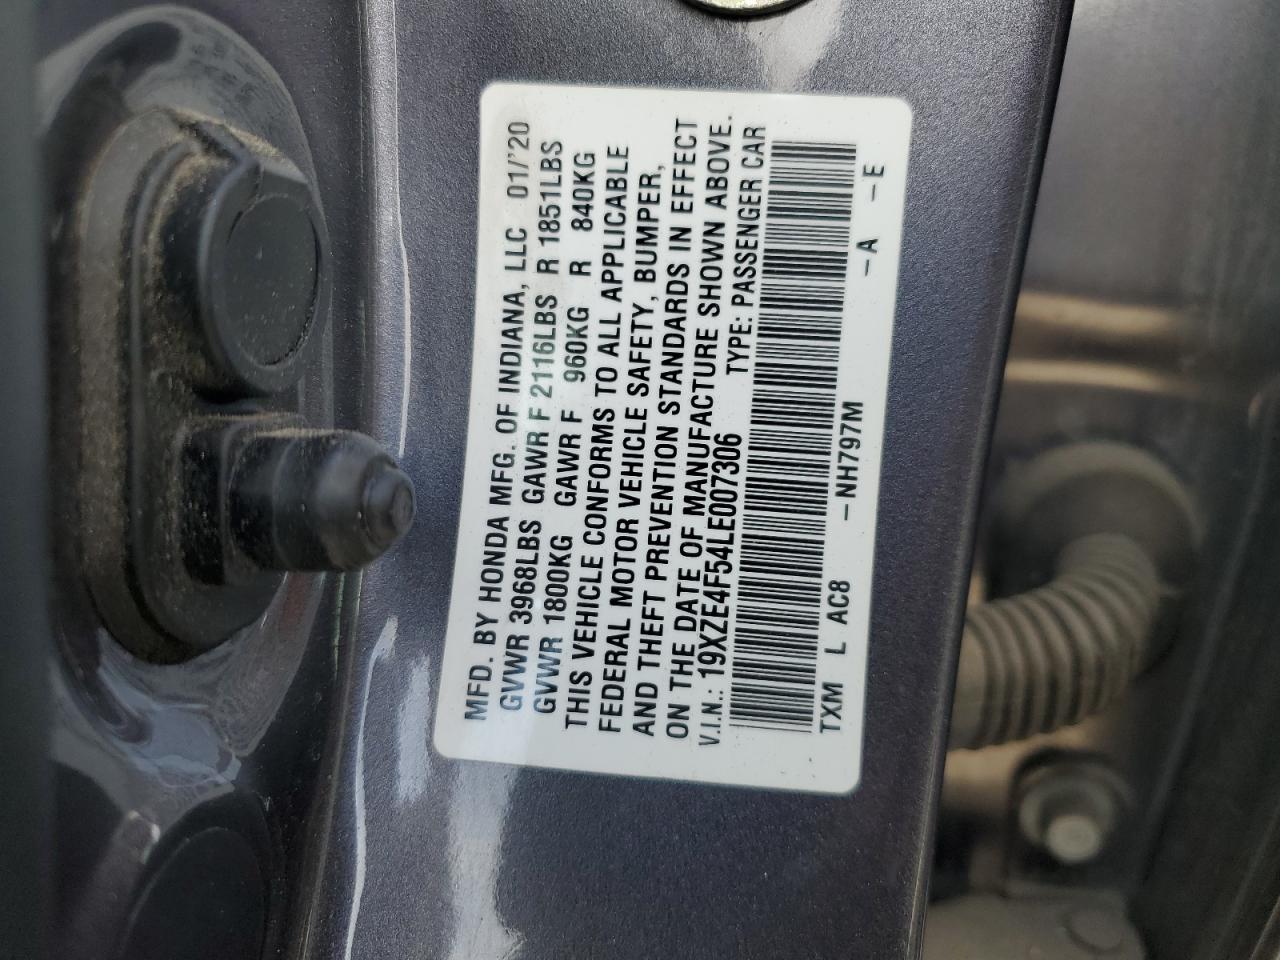 MFD. BY HONDA MFG. OF INDIANA, LLC 01/'20
GVWR 3968LBS GAWR F 2116LBS R 1851LBS
GVWR 1800KG GAWR F 960KG R 840KG
THIS VEHICLE CONFORMS TO ALL APPLICABLE
FEDERAL MOTOR VEHICLE SAFETY, BUMPER,
AND THEFT PREVENTION STANDARDS IN EFFECT
ON THE DATE OF MANUFACTURE SHOWN ABOVE.
V.I.N.: 19XZE4F54LE007306 TYPE: PASSENGER CAR
TXM L AC8 -NH797M -A -E